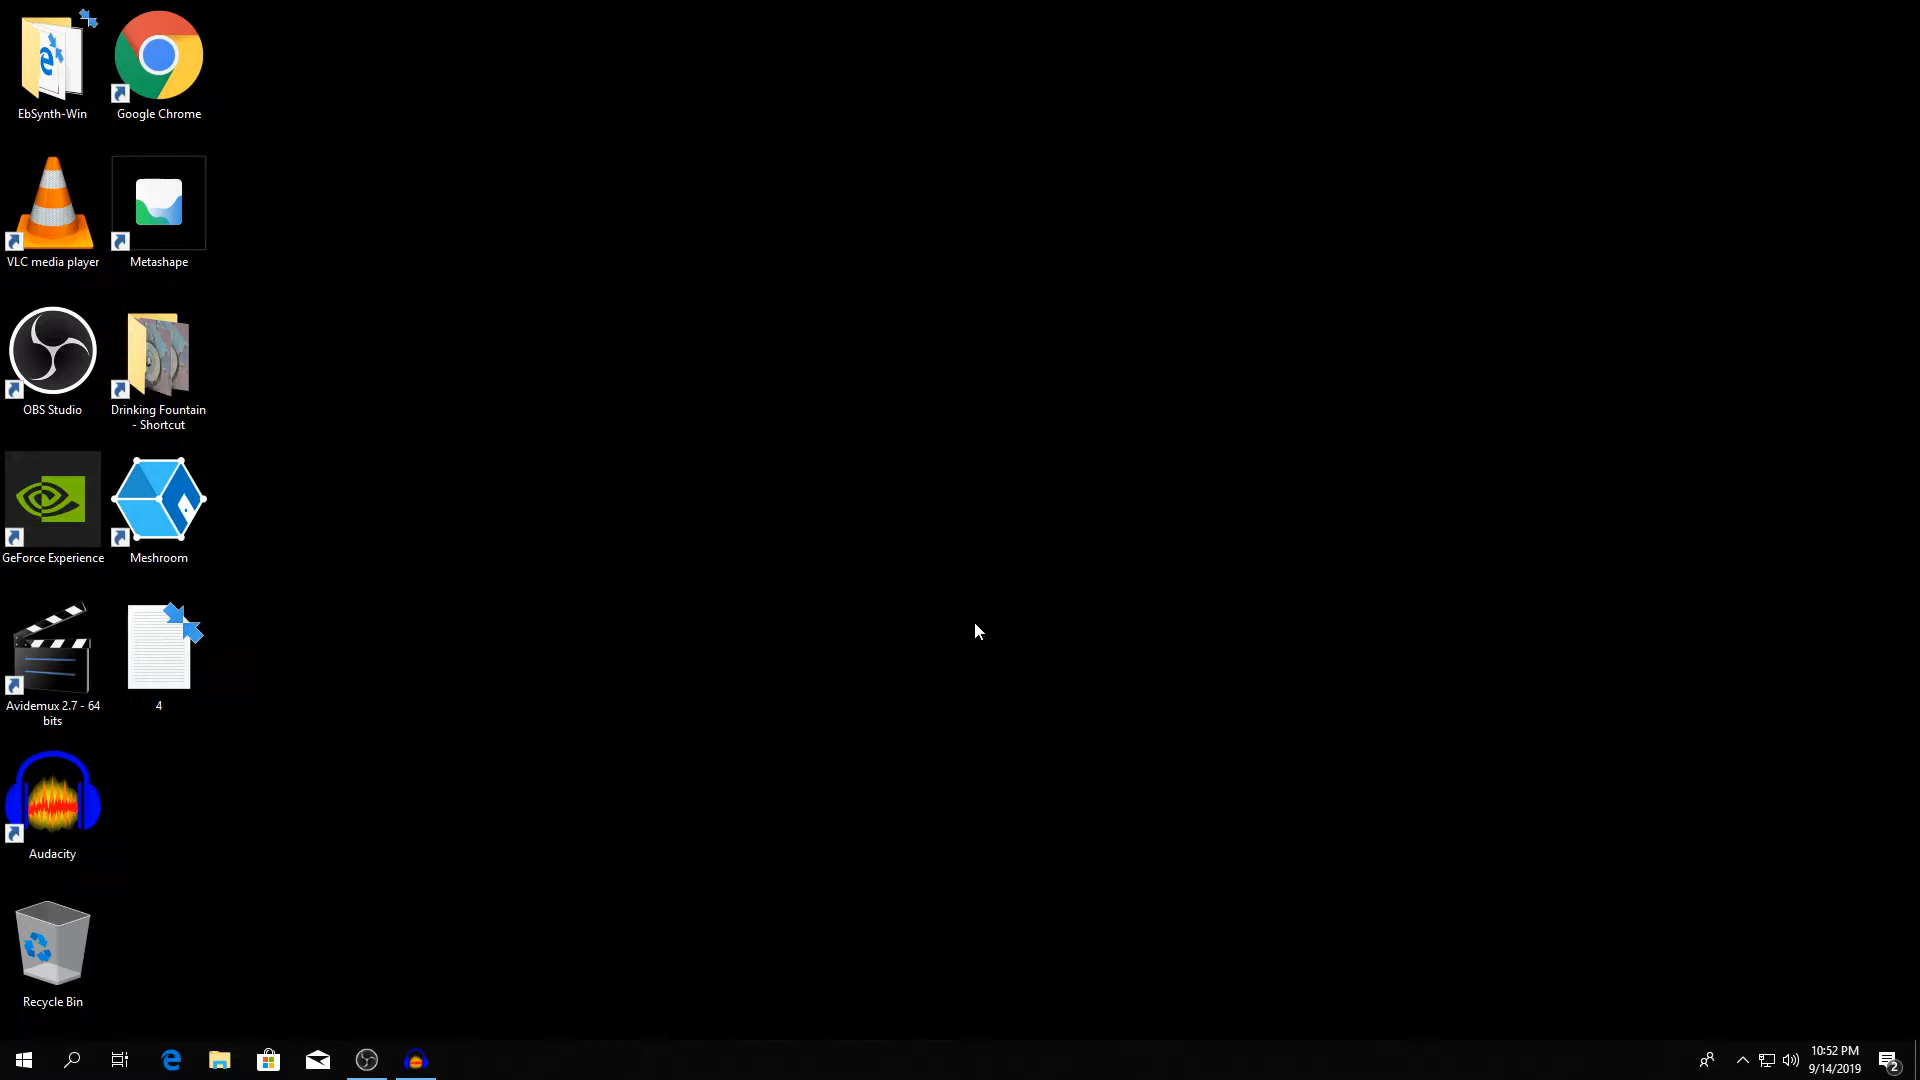 EbSynth-Win
Google Chrome
VLC media player
Metashape
OBS Studio
Drinking Fountain
- Shortcut
GeForce Experience
Meshroom
Avidemux 2.7 - 64
bits
4
Audacity
Recycle Bin
10:52 PM
9/14/2019
2